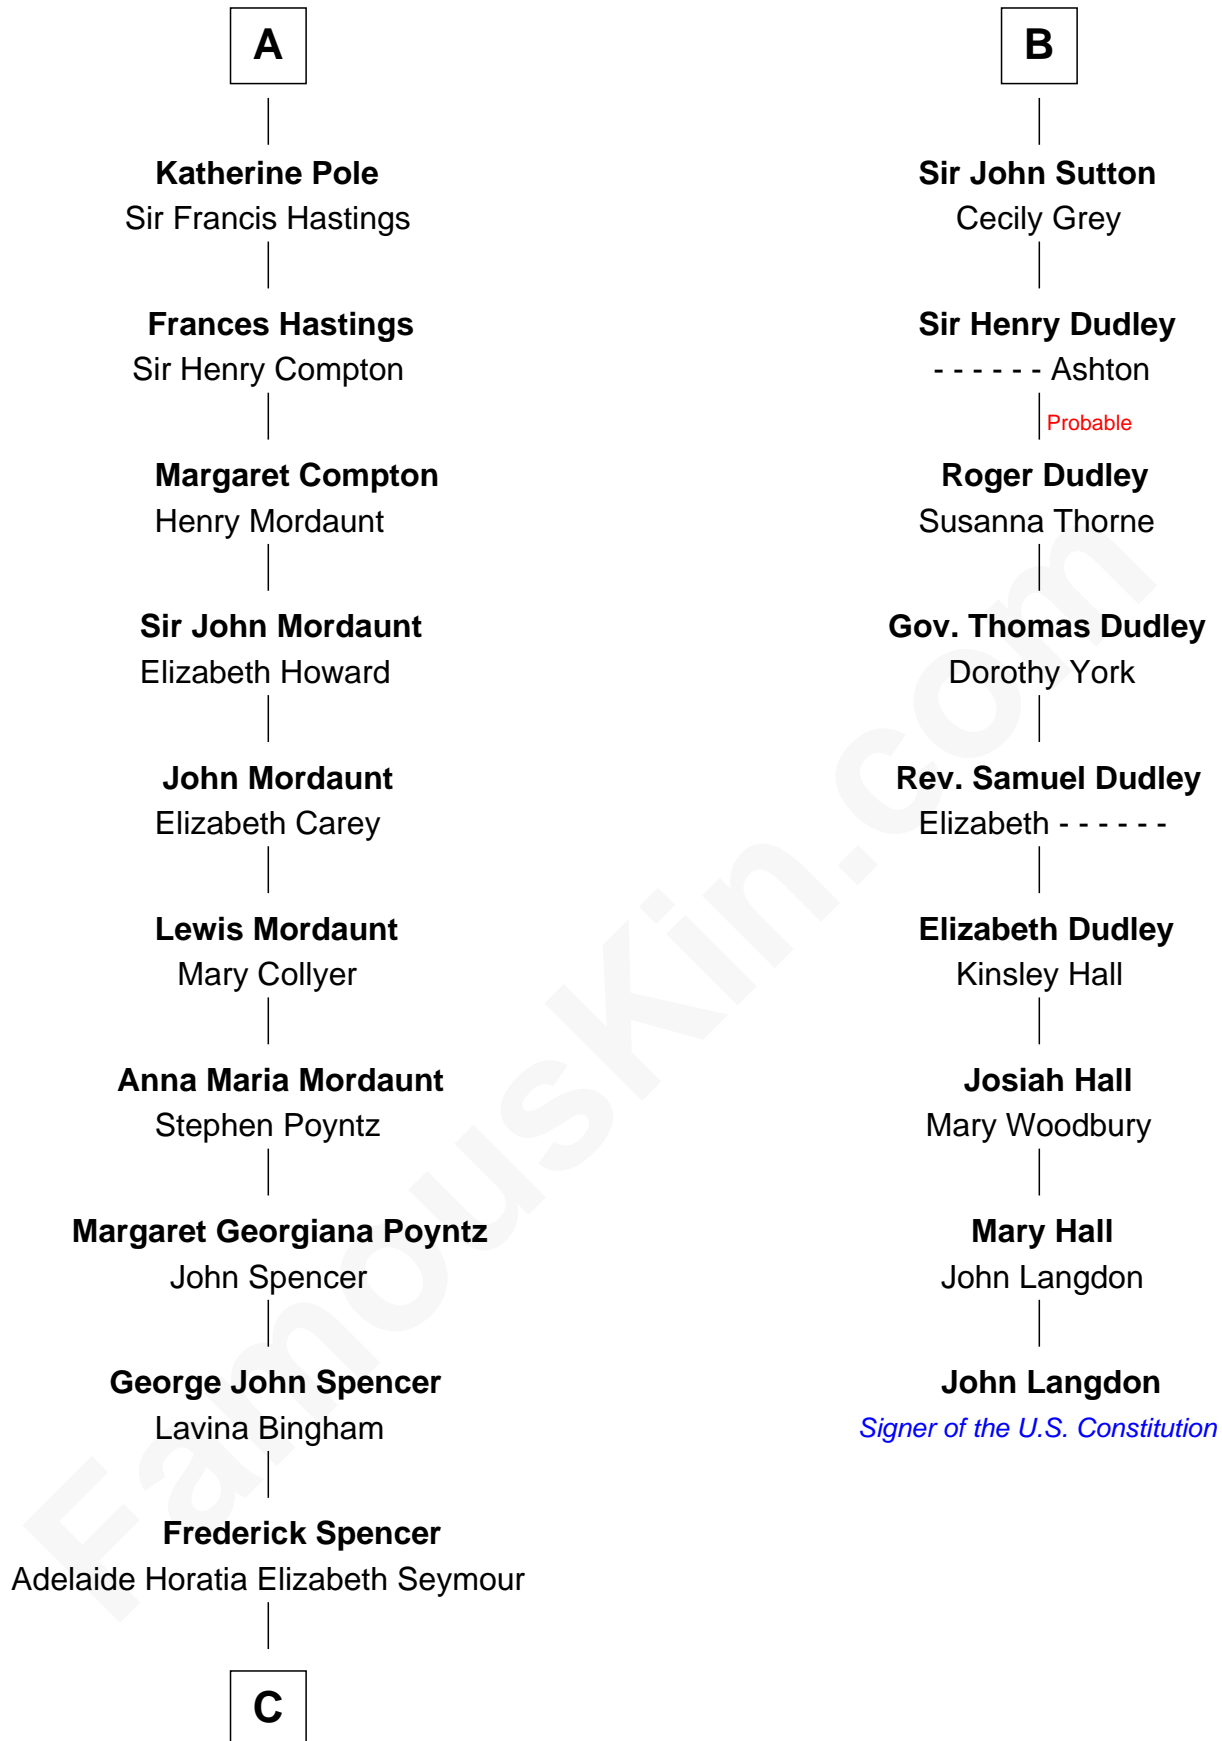 A
Katherine Pole
Sir Francis Hastings
Frances Hastings
Sir Henry Compton
Margaret Compton
Henry Mordaunt
Sir John Mordaunt
Elizabeth Howard
John Mordaunt
Elizabeth Carey
Lewis Mordaunt
Mary Collyer
Anna Maria Mordaunt
Stephen Poyntz
Margaret Georgiana Poyntz
John Spencer
George John Spencer
Lavina Bingham
Frederick Spencer
Adelaide Horatia Elizabeth Seymour
C
B
Sir John Sutton
Cecily Grey
Sir Henry Dudley
- - - - - - Ashton
Probable
Roger Dudley
Susanna Thorne
Gov. Thomas Dudley
Dorothy York
Rev. Samuel Dudley
Elizabeth - - - - - -
Elizabeth Dudley
Kinsley Hall
Josiah Hall
Mary Woodbury
Mary Hall
John Langdon
John Langdon
Signer of the U.S. Constitution
FamousKin.com